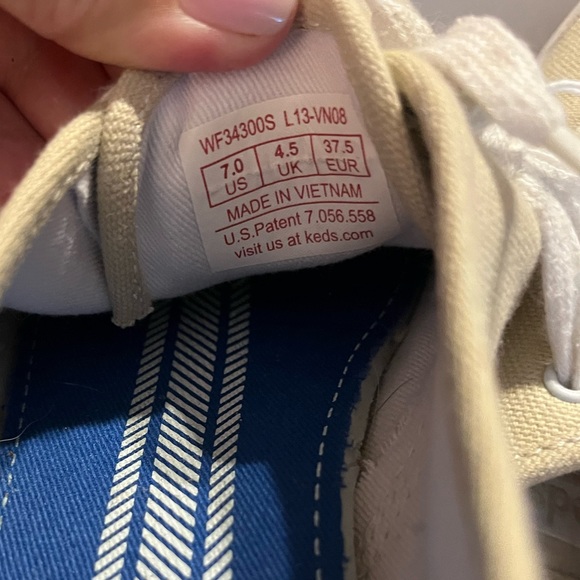 WF34300S L13-VN08
7.0 4.5 37.5
US UK EUR
MADE IN VIETNAM
U.S.Patent 7.056.558
visit us at keds.com